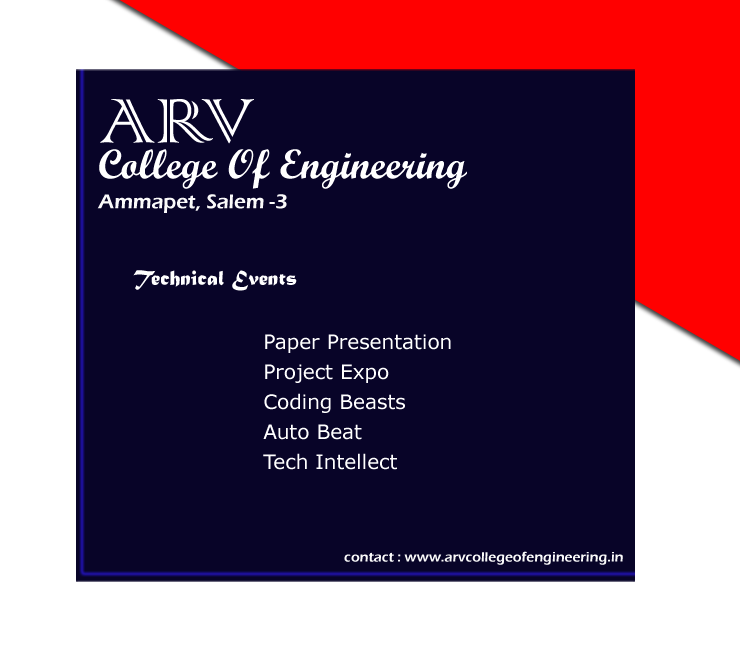 ARV
College Of Engineering
Ammapet, Salem -3
Technical Events
Paper Presentation
Project Expo
Coding Beasts
Auto Beat
Tech Intellect
contact : www.arvcollegeofengineering.in